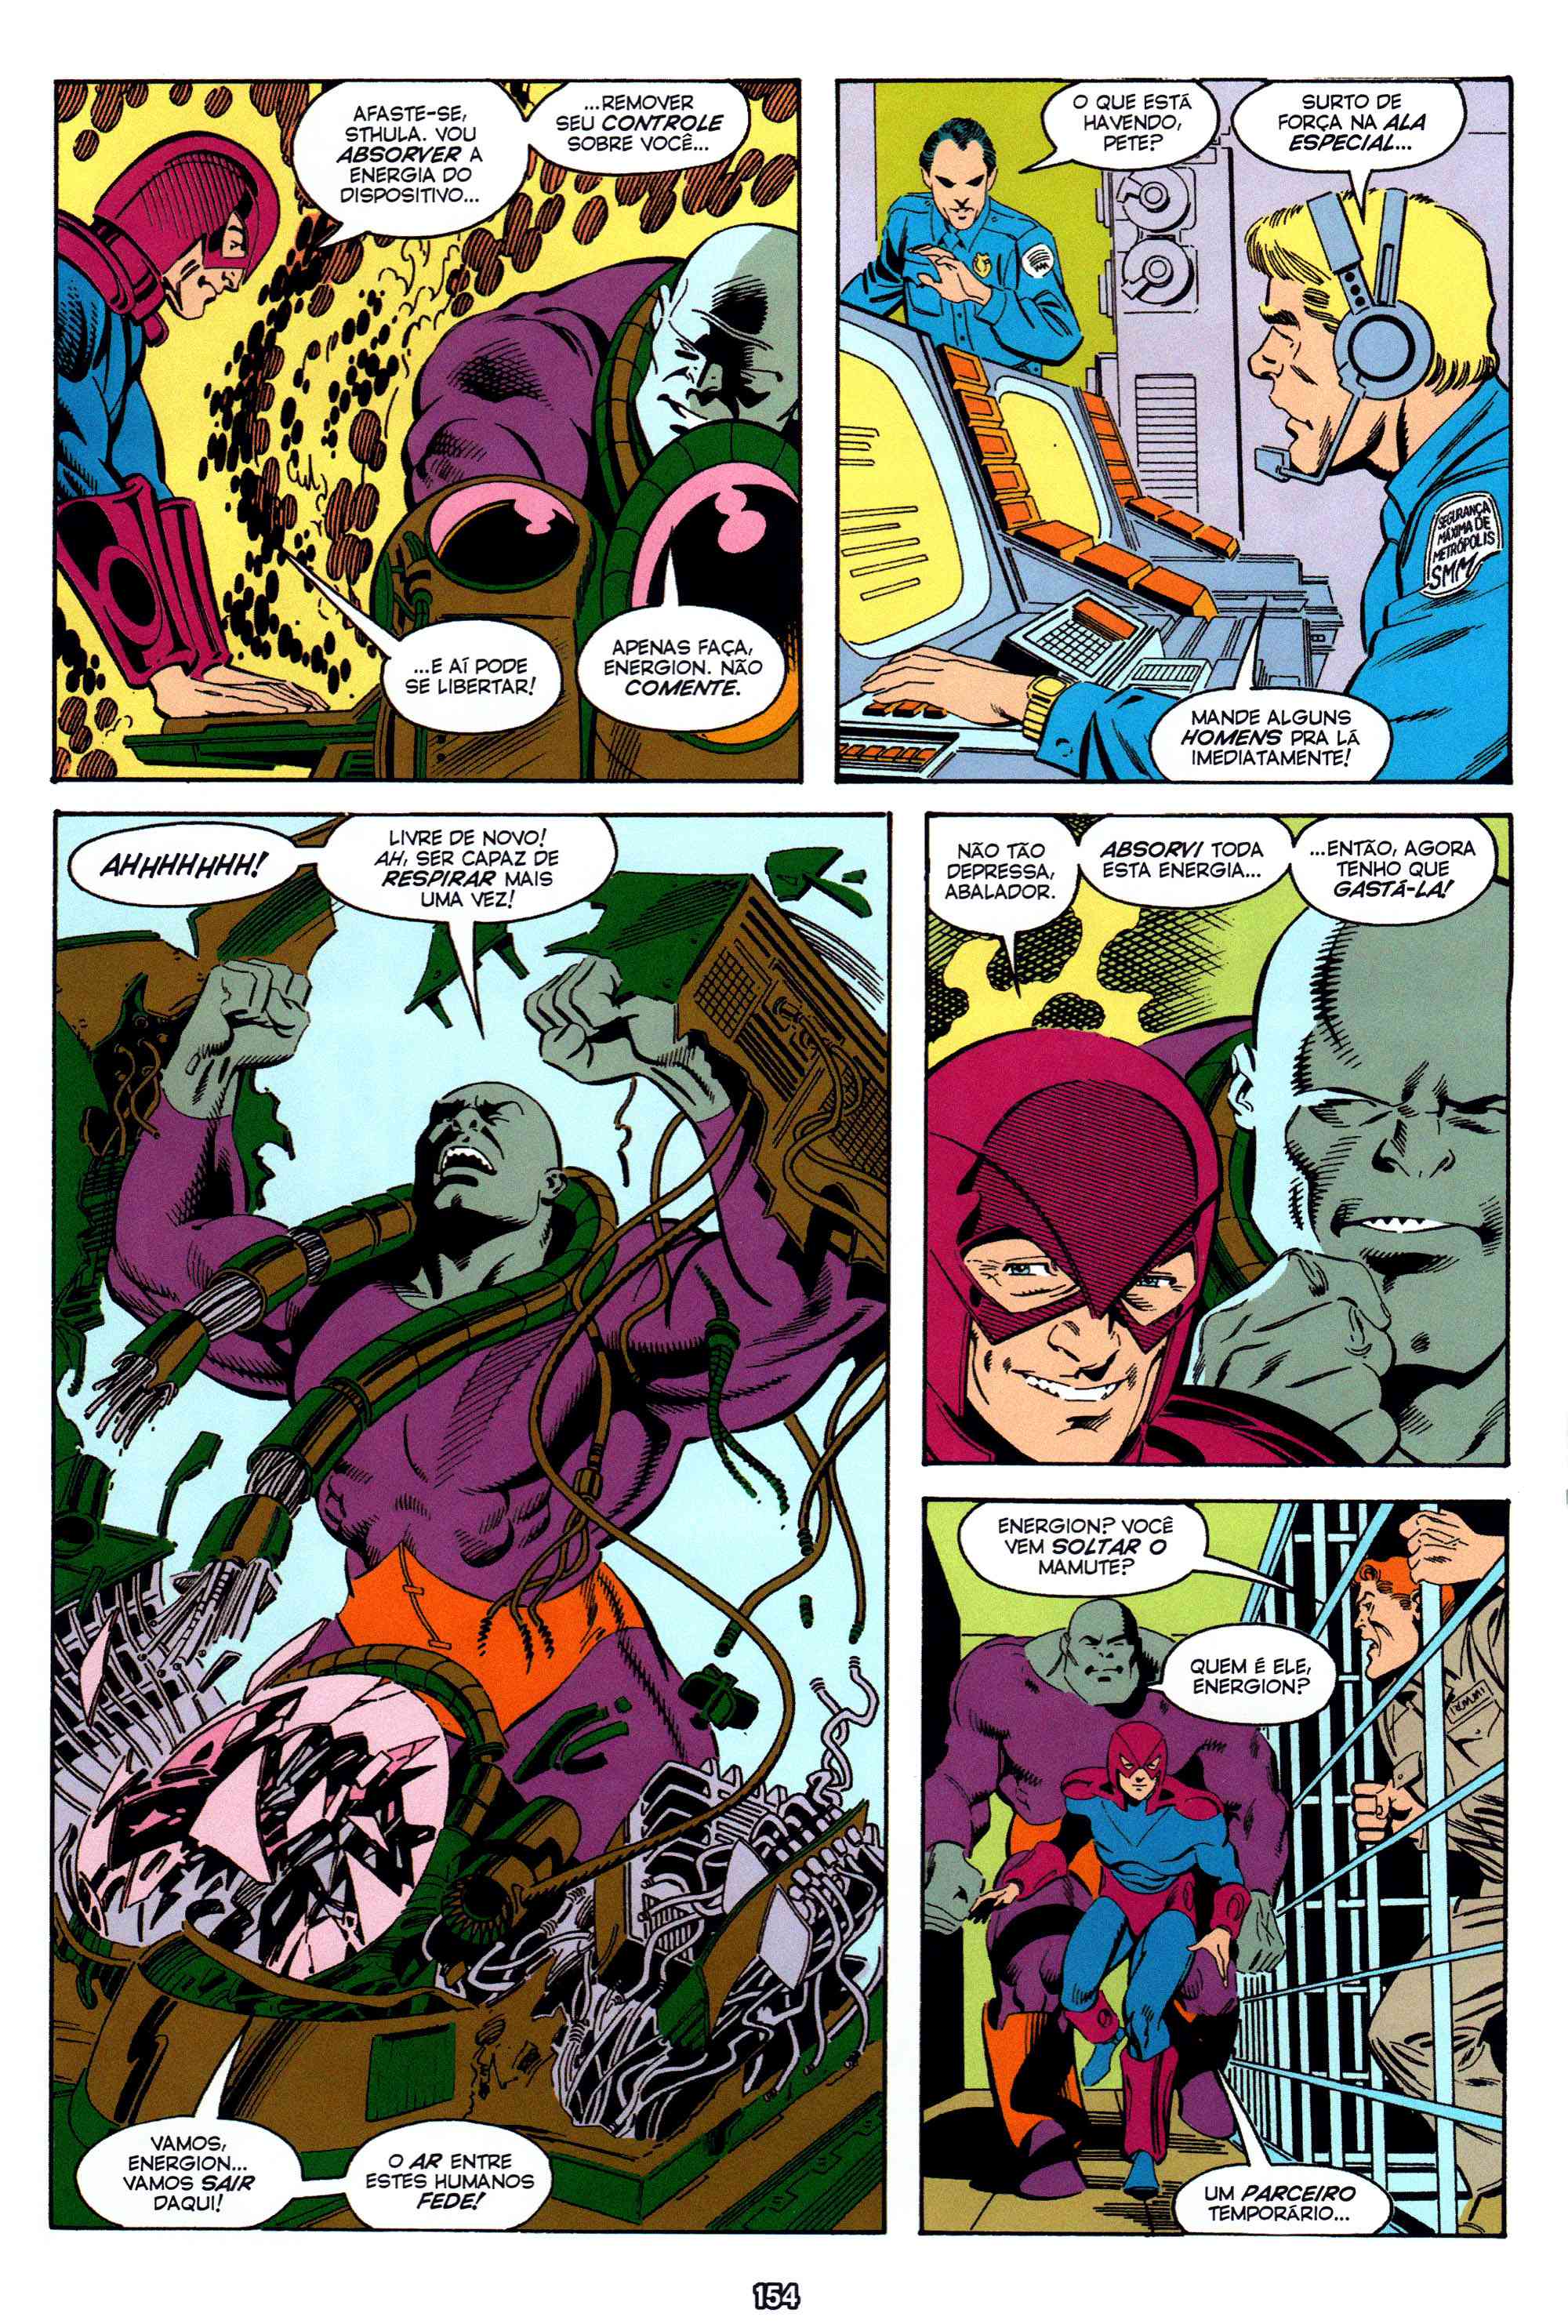 AFASTE-SE,
STHULA. VOU
ABSORVER A
ENERGIA DO
DISPOSITIVO...
...REMOVER
SEU CONTROLE
SOBRE VOCÊ...
...E AÍ PODE
SE LIBERTAR!
APENAS FAÇA,
ENERGION. NÃO
COMENTE.
O QUE ESTÁ
HAVENDO,
PETE?
SURTO DE
FORÇA NA ALA
ESPECIAL...
SEGURANÇA
MÁXIMA DE
METRÓPOLIS
SMM
MANDE ALGUNS
HOMENS PRA LÁ
IMEDIATAMENTE!
AHHHHHHH!
LIVRE DE NOVO!
AH, SER CAPAZ DE
RESPIRAR MAIS
UMA VEZ!
VAMOS,
ENERGION...
VAMOS SAIR
DAQUI!
O AR ENTRE
ESTES HUMANOS
FEDE!
NÃO TÃO
DEPRESSA,
ABALADOR.
ABSORVI TODA
ESTA ENERGIA...
...ENTÃO, AGORA
TENHO QUE
GASTÁ-LA!
ENERGION? VOCÊ
VEM SOLTAR O
MAMUTE?
QUEM É ELE,
ENERGION?
UM PARCEIRO
TEMPORÁRIO...
154